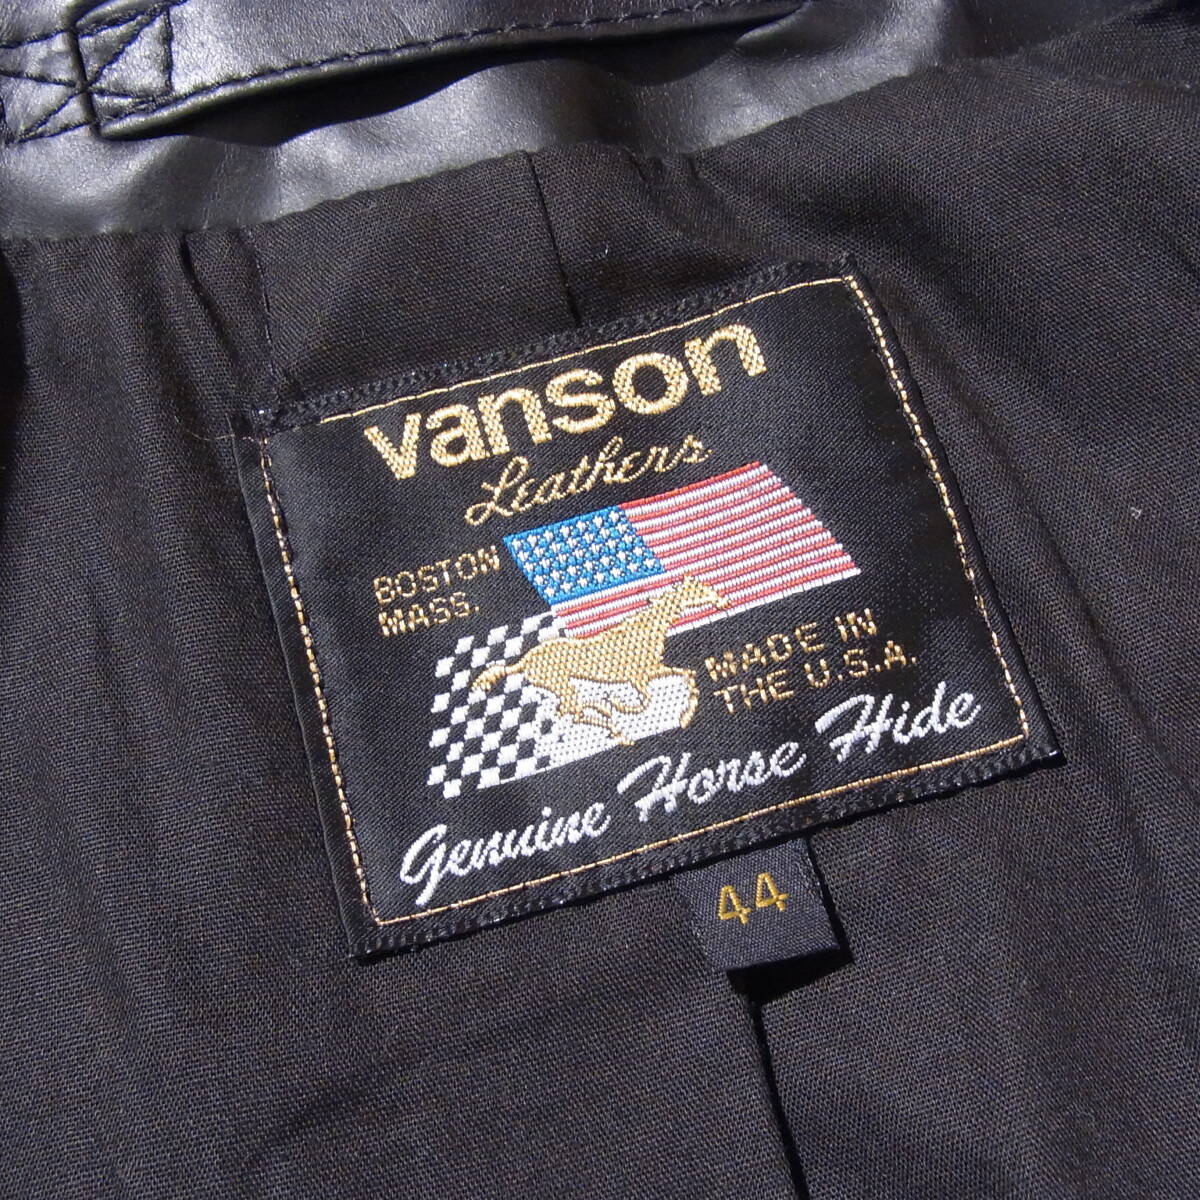 vanson
Leathers
BOSTON
MASS.
MADE IN
THE U.S.A.
Genuine Horse Hide
44